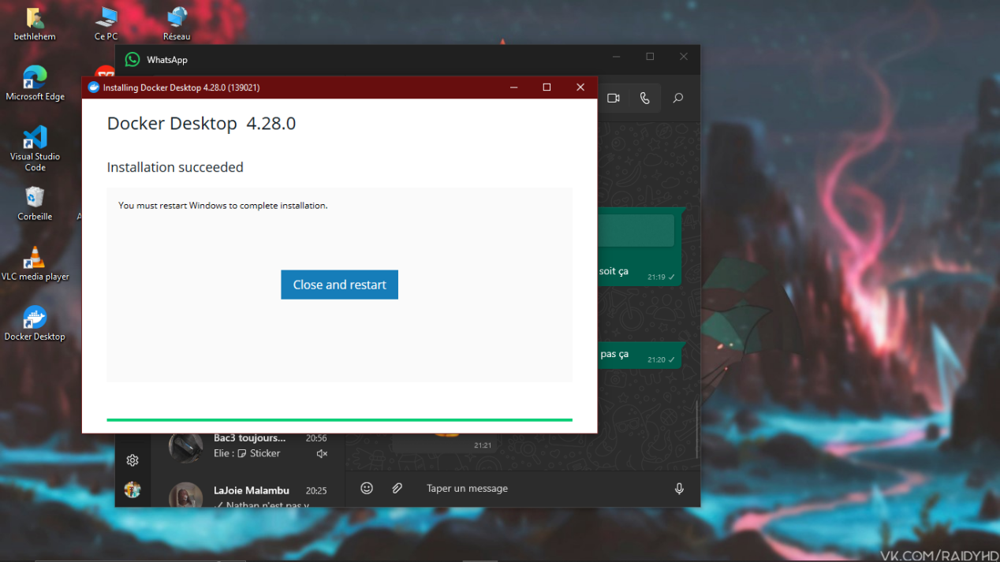 bethlehem
Ce PC
Réseau
Microsoft Edge
Visual Studio
Code
Corbeille
VLC media player
Docker Desktop
WhatsApp
Installing Docker Desktop 4.28.0 (139021)
Docker Desktop 4.28.0
Installation succeeded
You must restart Windows to complete installation.
Close and restart
soit ça
21:19
pas ça
21:20
21:21
Bac3 toujours...
20:56
Elie : Sticker
LaJoie Malambu
20:25
Nathan n'est pas
Taper un message
VK.COM/RAIDYHD